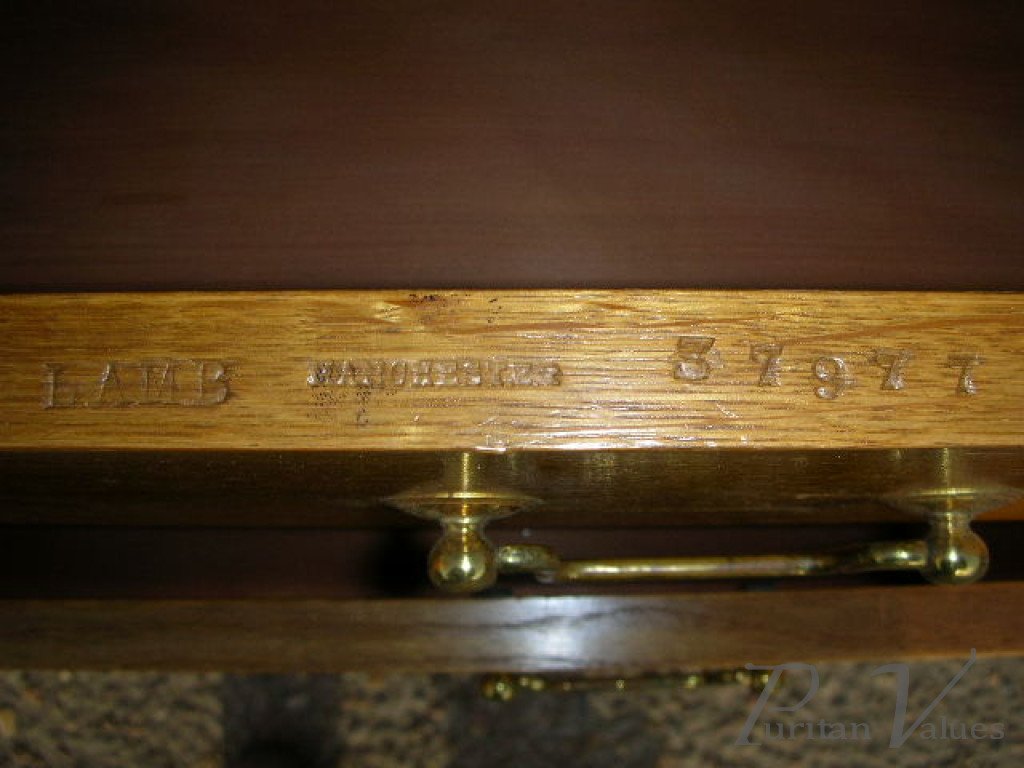 LAMB MANCHESTER 37977
Puritan Values